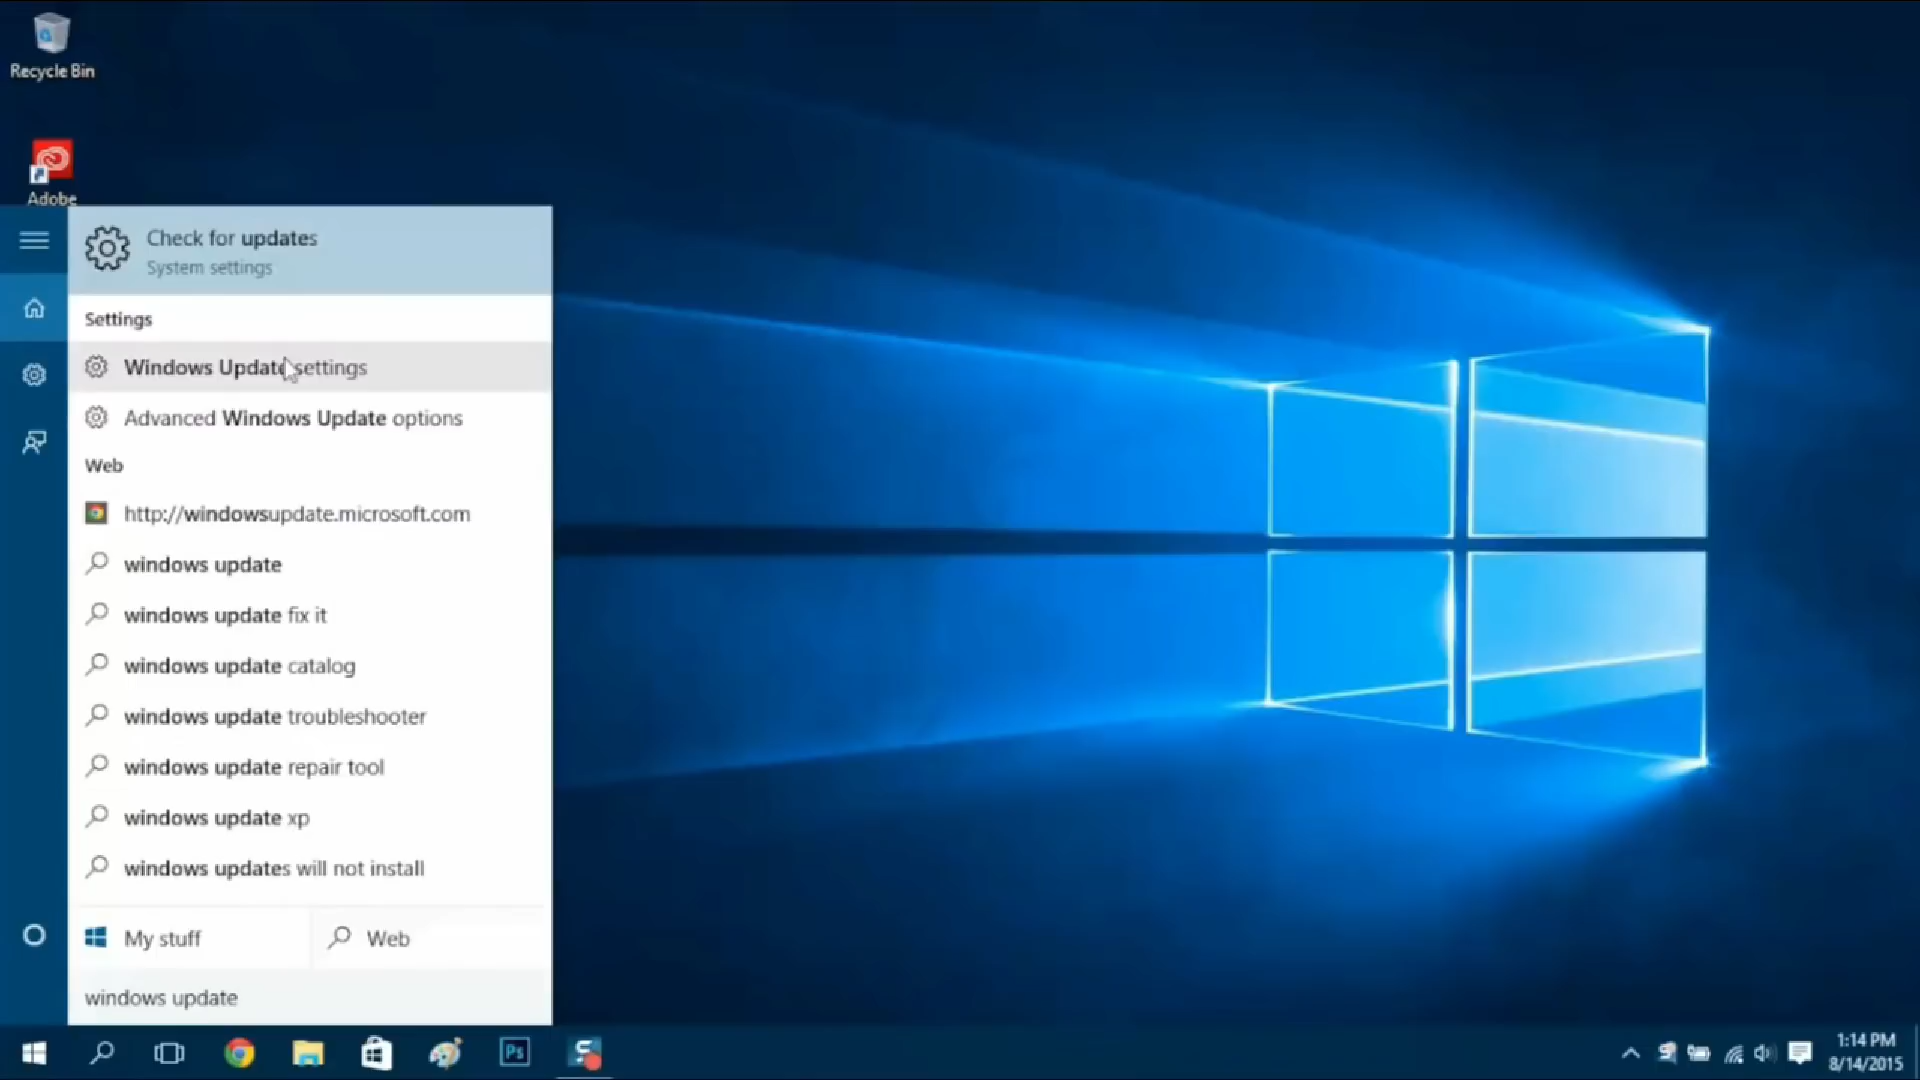 Recycle Bin
Adobe
Check for updates
System settings
Settings
Windows Update settings
Advanced Windows Update options
Web
http://windowsupdate.microsoft.com
windows update
windows update fix it
windows update catalog
windows update troubleshooter
windows update repair tool
windows update xp
windows updates will not install
My stuff
Web
windows update
Ps
1:14 PM
8/14/2015